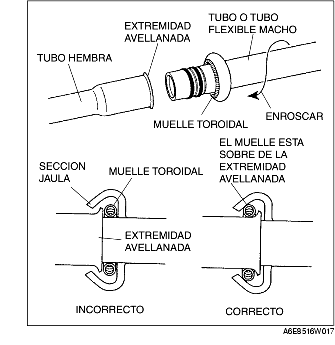 EXTREMIDAD
AVELLANADA
TUBO O TUBO
FLEXIBLE MACHO
TUBO HEMBRA
ENROSCAR
MUELLE TOROIDAL
SECCION
JAULA
MUELLE TOROIDAL
EL MUELLE ESTA
SOBRE DE LA
EXTREMIDAD
AVELLANADA
EXTREMIDAD
AVELLANADA
INCORRECTO
CORRECTO
A6E8516W017